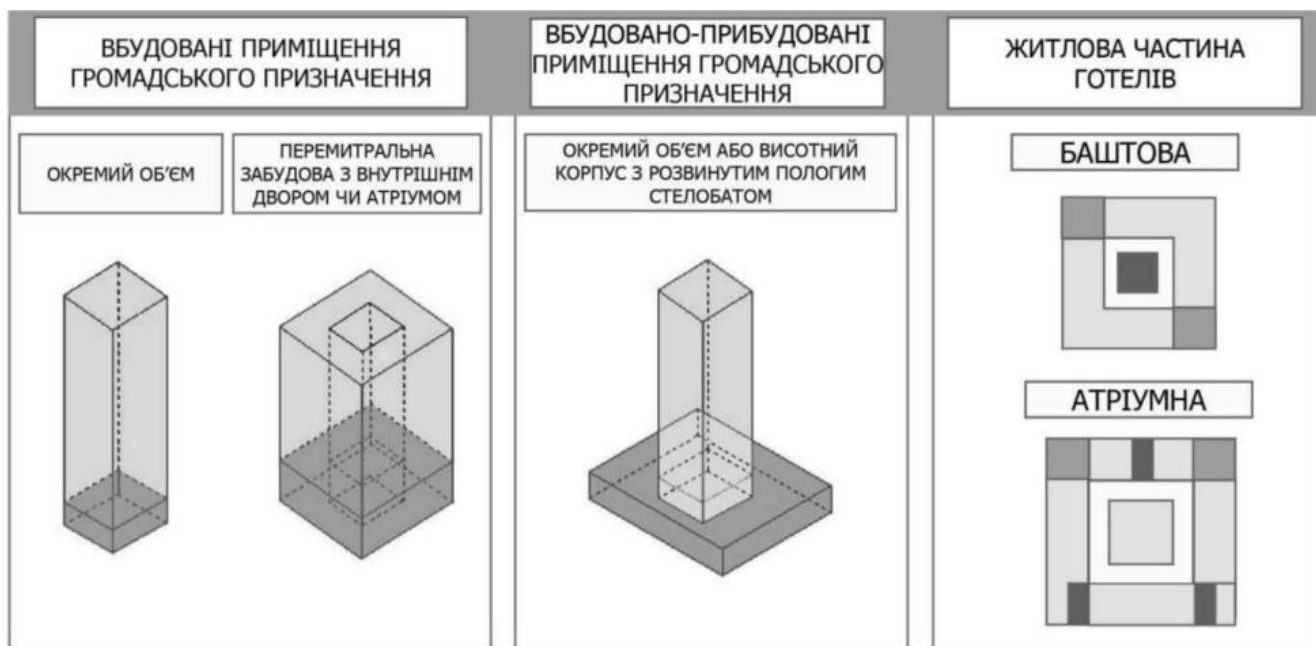 ВБУДОВАНІ ПРИМІЩЕННЯ
ГРОМАДСЬКОГО ПРИЗНАЧЕННЯ
ВБУДОВАНО-ПРИБУДОВАНІ
ПРИМІЩЕННЯ ГРОМАДСЬКОГО
ПРИЗНАЧЕННЯ
ЖИТЛОВА ЧАСТИНА
ГОТЕЛІВ
ОКРЕМИЙ ОБ'ЄМ
ПЕРЕМИТРАЛЬНА
ЗАБУДОВА З ВНУТРІШНІМ
ДВОРОМ ЧИ АТРІУМОМ
ОКРЕМИЙ ОБ'ЄМ АБО ВИСОТНИЙ
КОРПУС З РОЗВИНУТИМ ПОЛОГИМ
СТЕЛОБАТОМ
БАШТОВА
АТРІУМНА